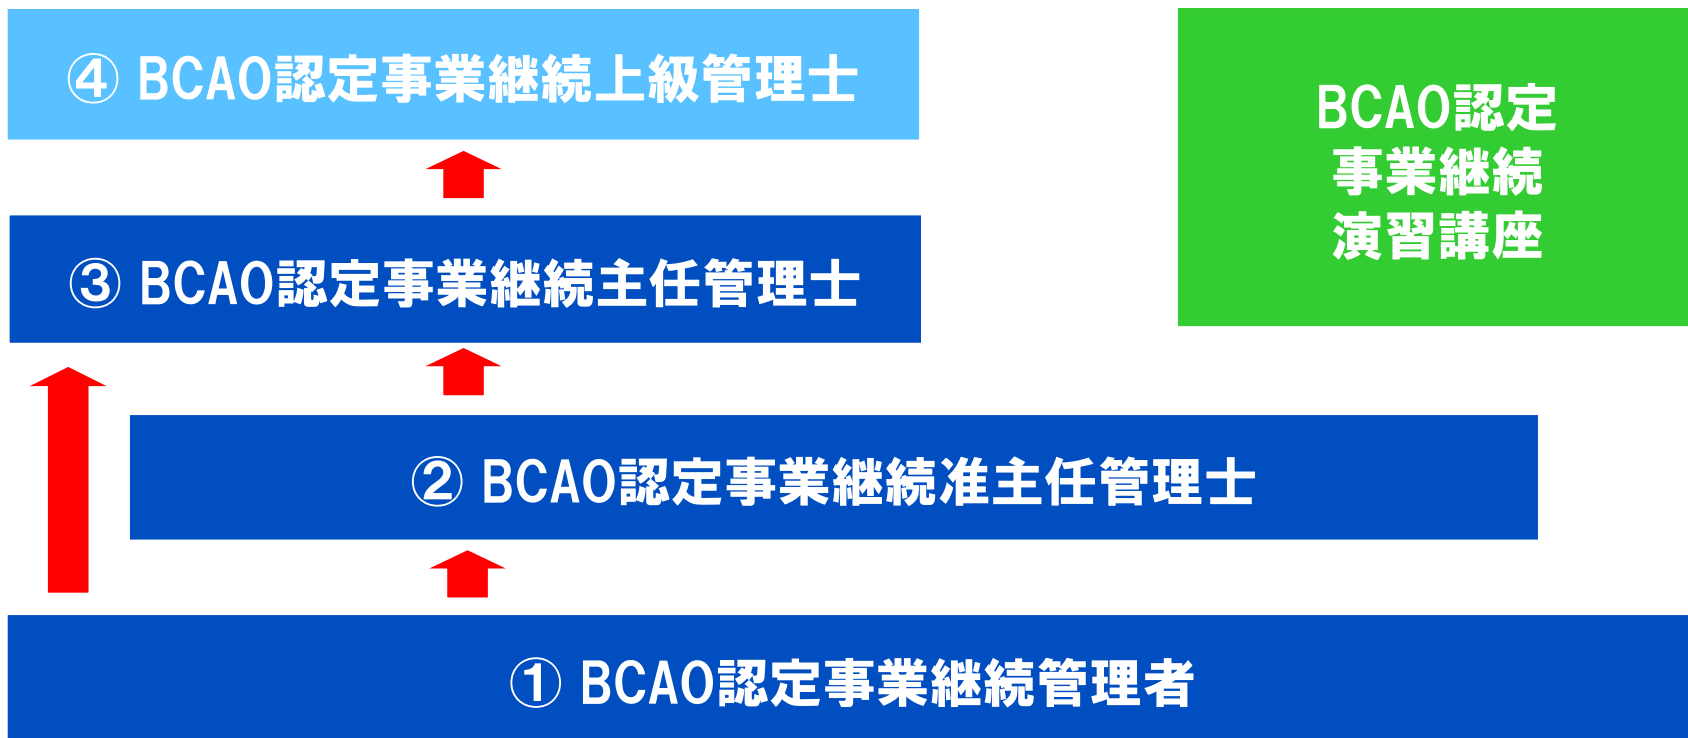 ④ BCAO認定事業継続上級管理士
BCAO認定
事業継続
演習講座
③ BCAO認定事業継続主任管理士
② BCAO認定事業継続准主任管理士
① BCAO認定事業継続管理者